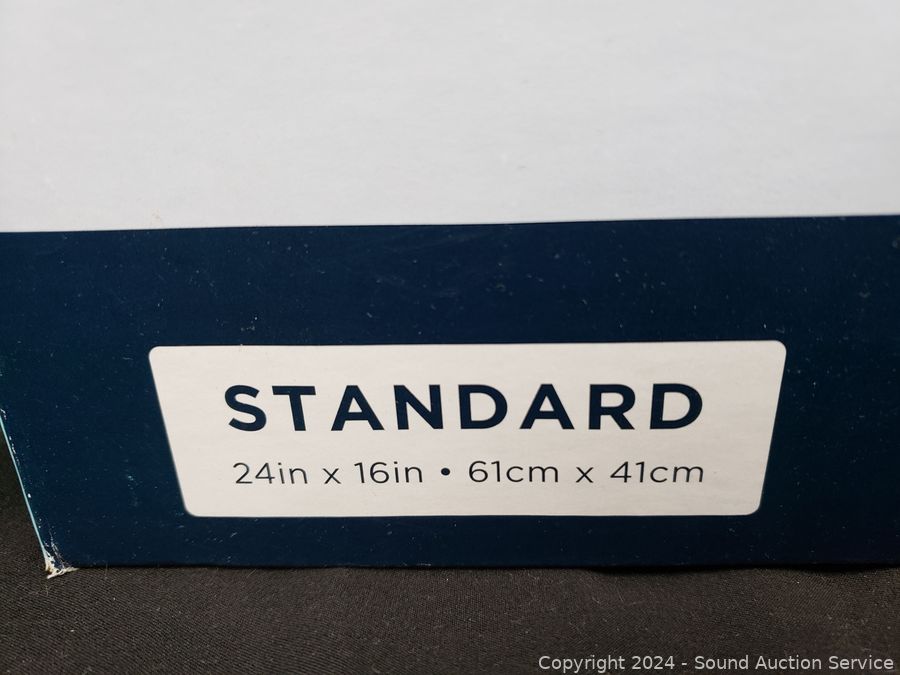 STANDARD
24in x 16in • 61cm x 41cm
Copyright 2024 - Sound Auction Service